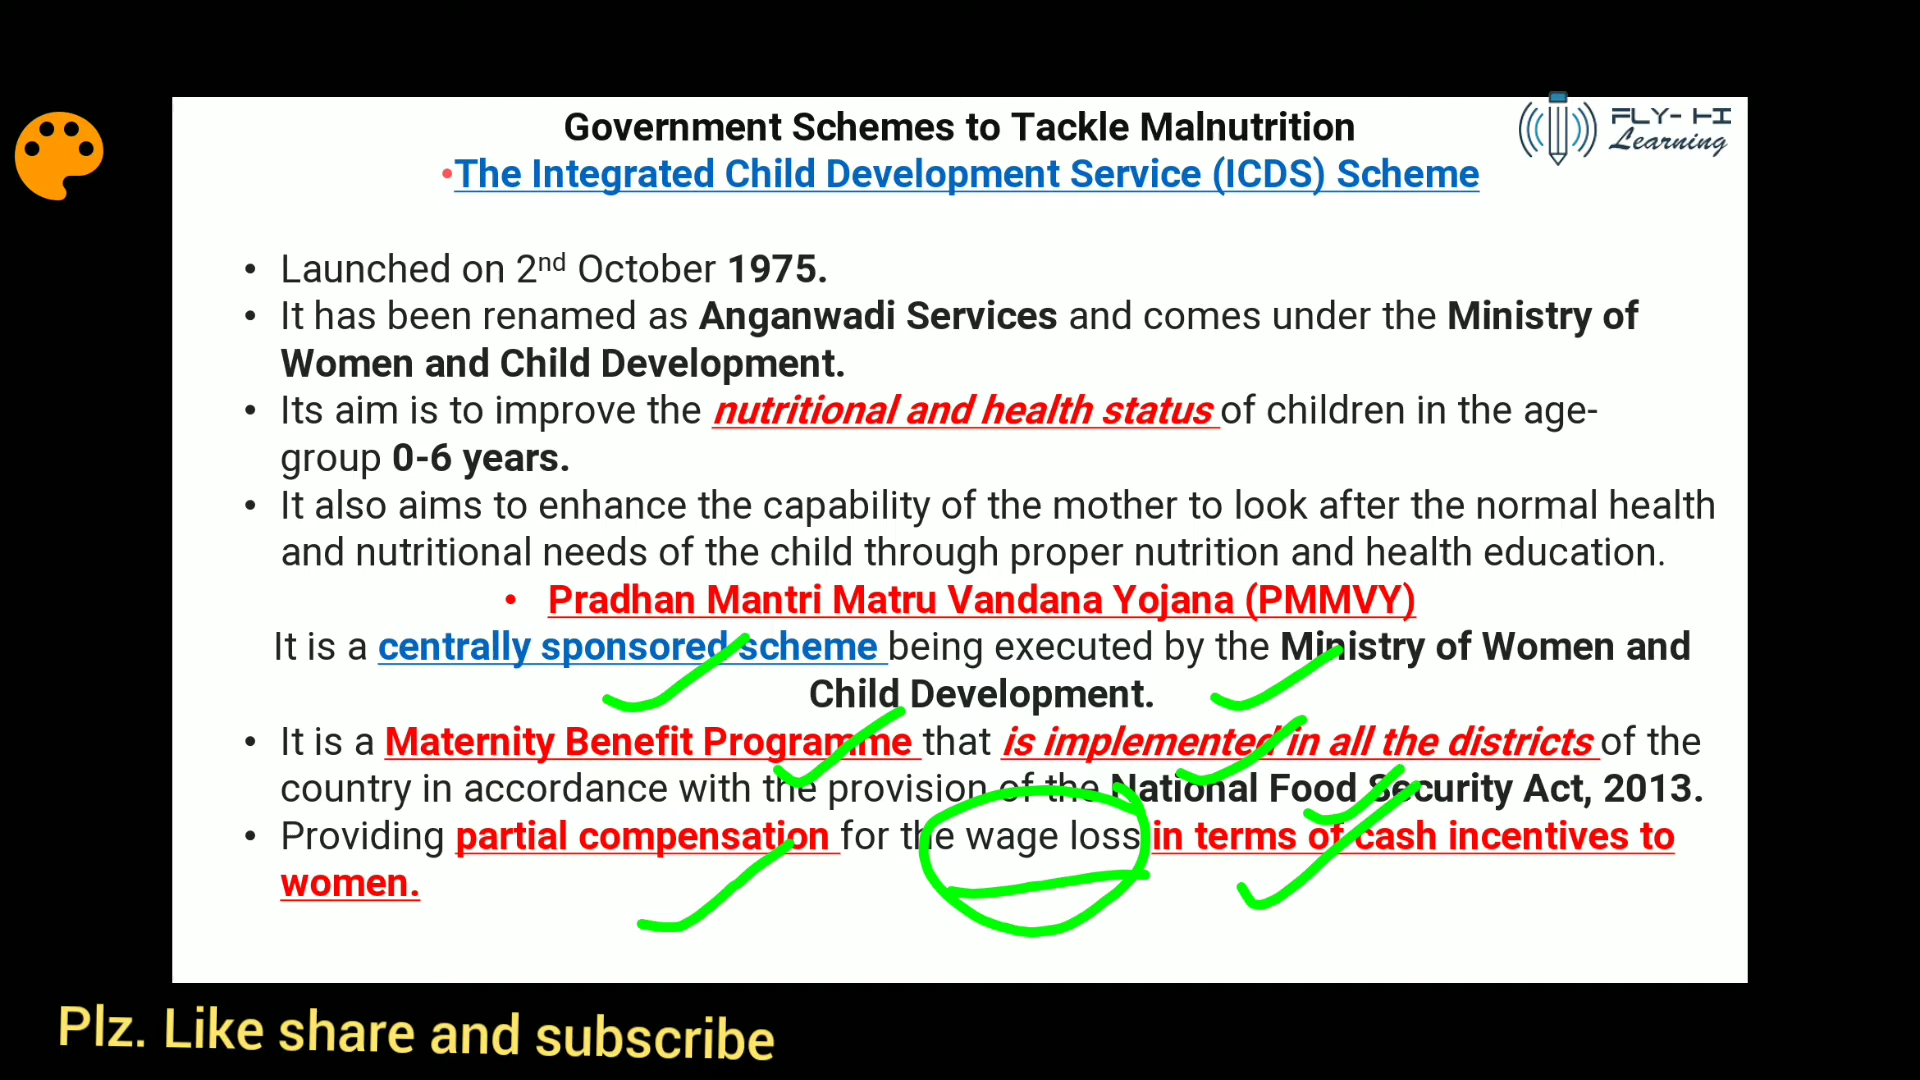 Government Schemes to Tackle Malnutrition
FLY-HI
Learning
•The Integrated Child Development Service (ICDS) Scheme
• Launched on 2nd October 1975.
• It has been renamed as Anganwadi Services and comes under the Ministry of
Women and Child Development.
• Its aim is to improve the nutritional and health status of children in the age-
group 0-6 years.
• It also aims to enhance the capability of the mother to look after the normal health
and nutritional needs of the child through proper nutrition and health education.
• Pradhan Mantri Matru Vandana Yojana (PMMVY)
It is a centrally sponsored scheme being executed by the Ministry of Women and
Child Development.
• It is a Maternity Benefit Programme that is implemented in all the districts of the
country in accordance with the provision of the National Food Security Act, 2013.
• Providing partial compensation for the wage loss in terms of cash incentives to
women.
Plz. Like share and subscribe